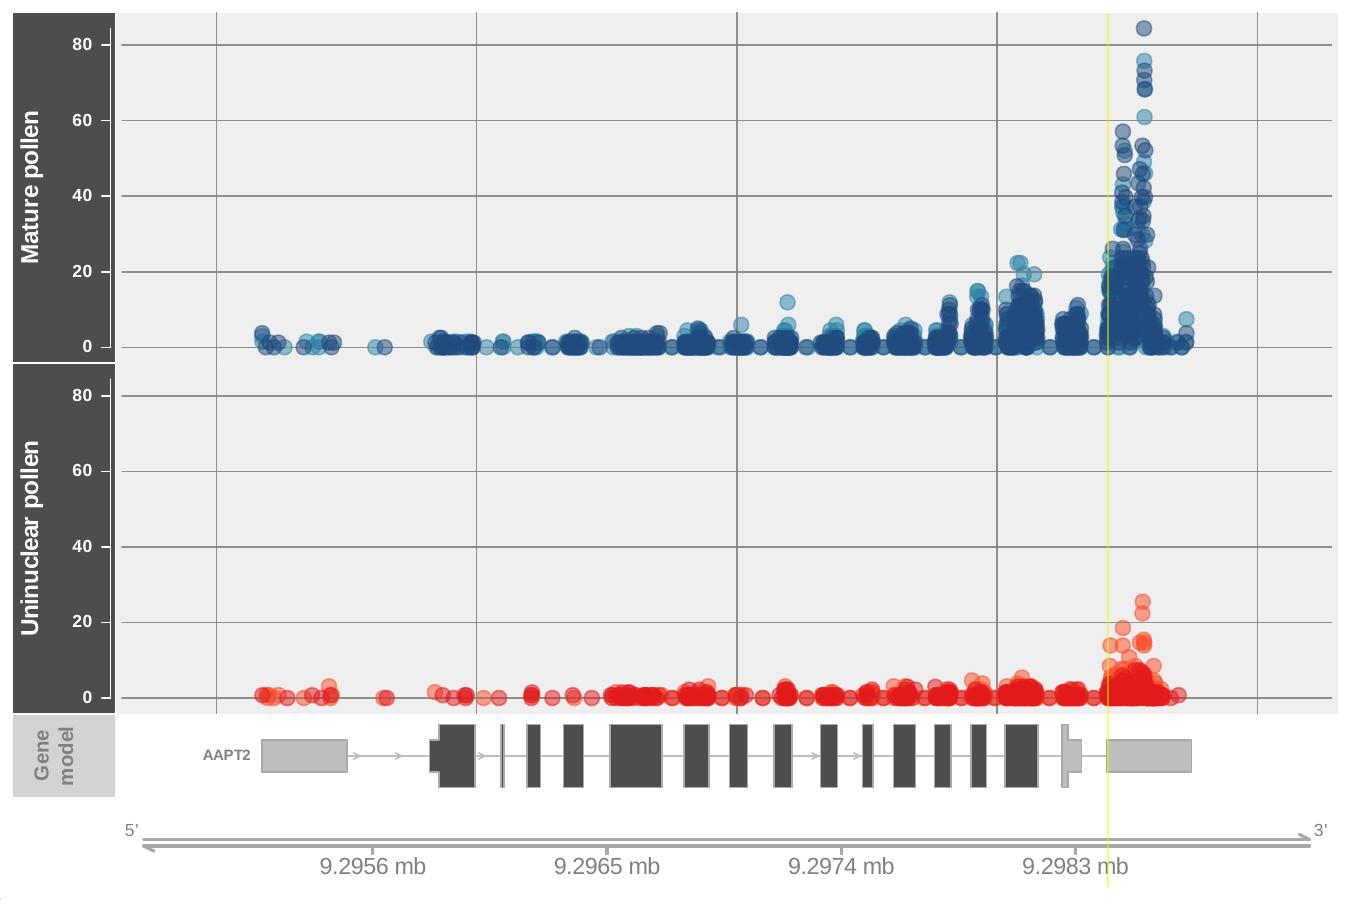 Mature pollen
80
60
40
20
0
Uninuclear pollen
80
60
40
20
0
Gene
model
AAPT2
5'
3'
9.2956 mb
9.2965 mb
9.2974 mb
9.2983 mb